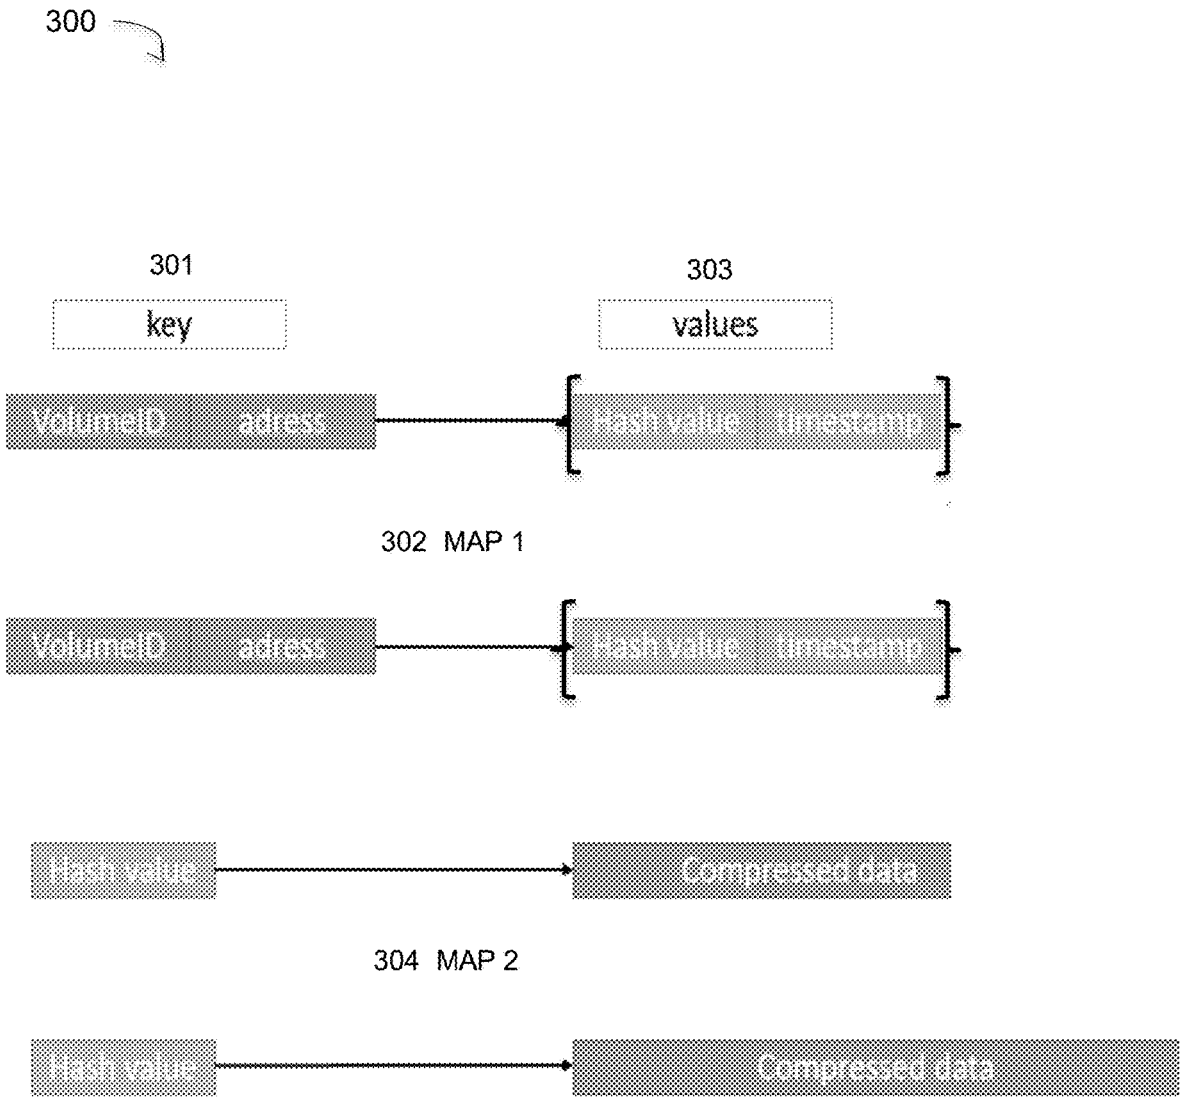 300
301 303
key values
VolumeID adress Hash value timestamp
302 MAP 1
VolumeID adress Hash value timestamp
Hash value Compressed data
304 MAP 2
Hash value Compressed data